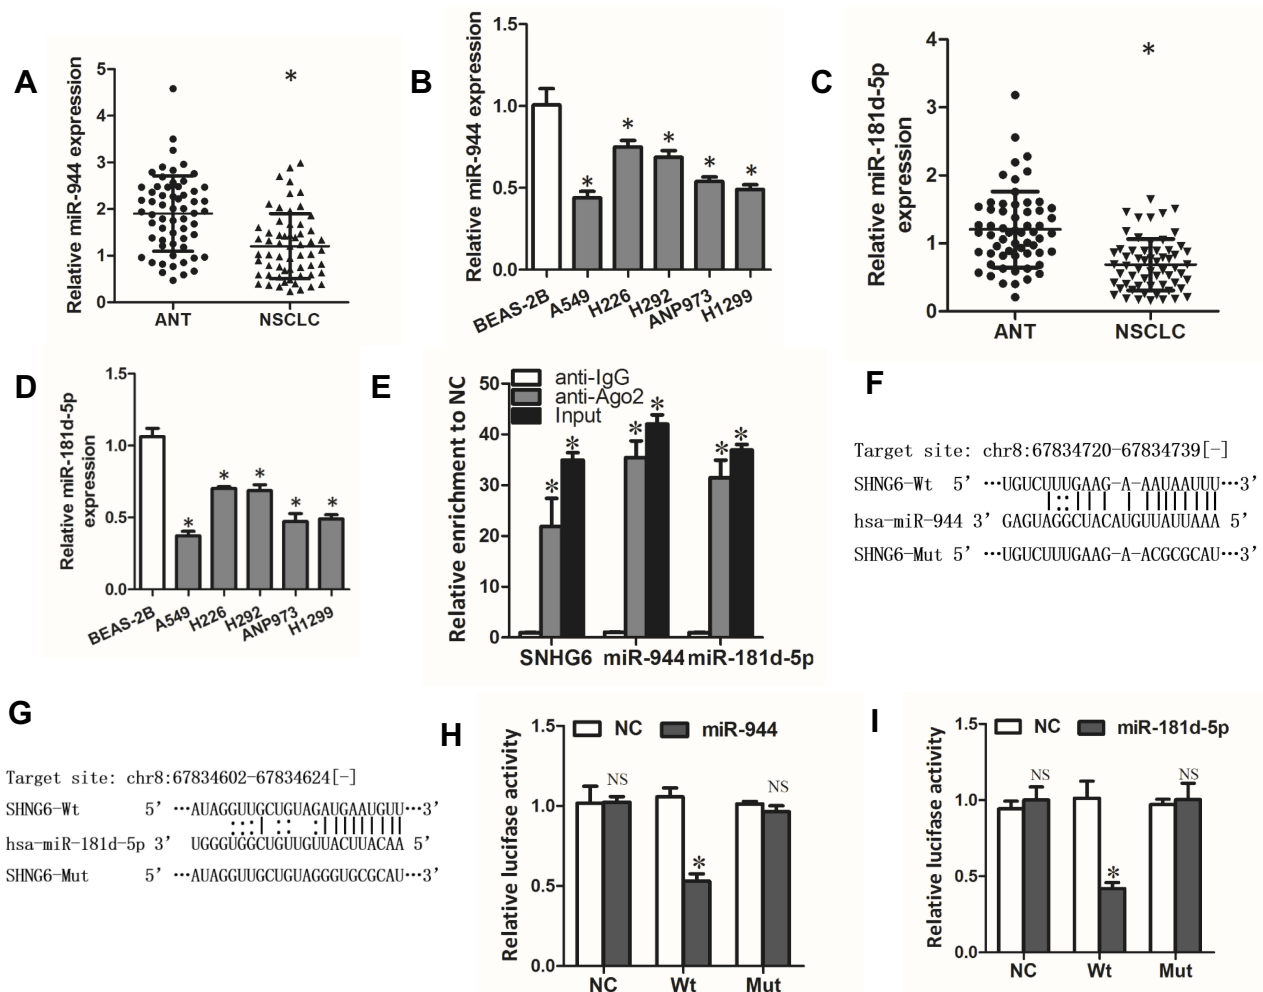 A
Relative miR-944 expression
5
4
3
2
1
0
*
ANT
NSCLC
B
Relative miR-944 expression
1.5
1.0
0.5
0.0
*
*
*
*
*
BEAS-2B
A549
H226
H292
ANP973
H1299
C
Relative miR-181d-5p
expression
4
3
2
1
0
*
ANT
NSCLC
D
Relative miR-181d-5p
expression
1.5
1.0
0.5
0.0
*
*
*
*
*
BEAS-2B
A549
H226
H292
ANP973
H1299
E
Relative enrichment to NC
50
40
30
20
10
0
anti-IgG
anti-Ago2
Input
*
*
*
*
*
*
SNHG6
miR-944
miR-181d-5p
F
Target site: chr8:67834720-67834739[-]
SHNG6-Wt 5' ···UGUCUUUGAAG-A-AAUAAUUU···3'
hsa-miR-944 3' GAGUAGGCUACAUGUUAUUAAA 5'
SHNG6-Mut 5' ···UGUCUUUGAAG-A-ACGCGCAU···3'
G
Target site: chr8:67834602-67834624[-]
SHNG6-Wt 5' ···AUAGGUUGCUGUAGAUGAAUGUU···3'
hsa-miR-181d-5p 3' UGGGUGGCUGUUGUUACUUACAA 5'
SHNG6-Mut 5' ···AUAGGUUGCUGUAGGGUGCGCAU···3'
H
Relative lucifase activity
1.5
1.0
0.5
0.0
NC
miR-944
NS
*
NS
NC
Wt
Mut
I
Relative lucifase activity
1.5
1.0
0.5
0.0
NC
miR-181d-5p
NS
*
NS
NC
Wt
Mut